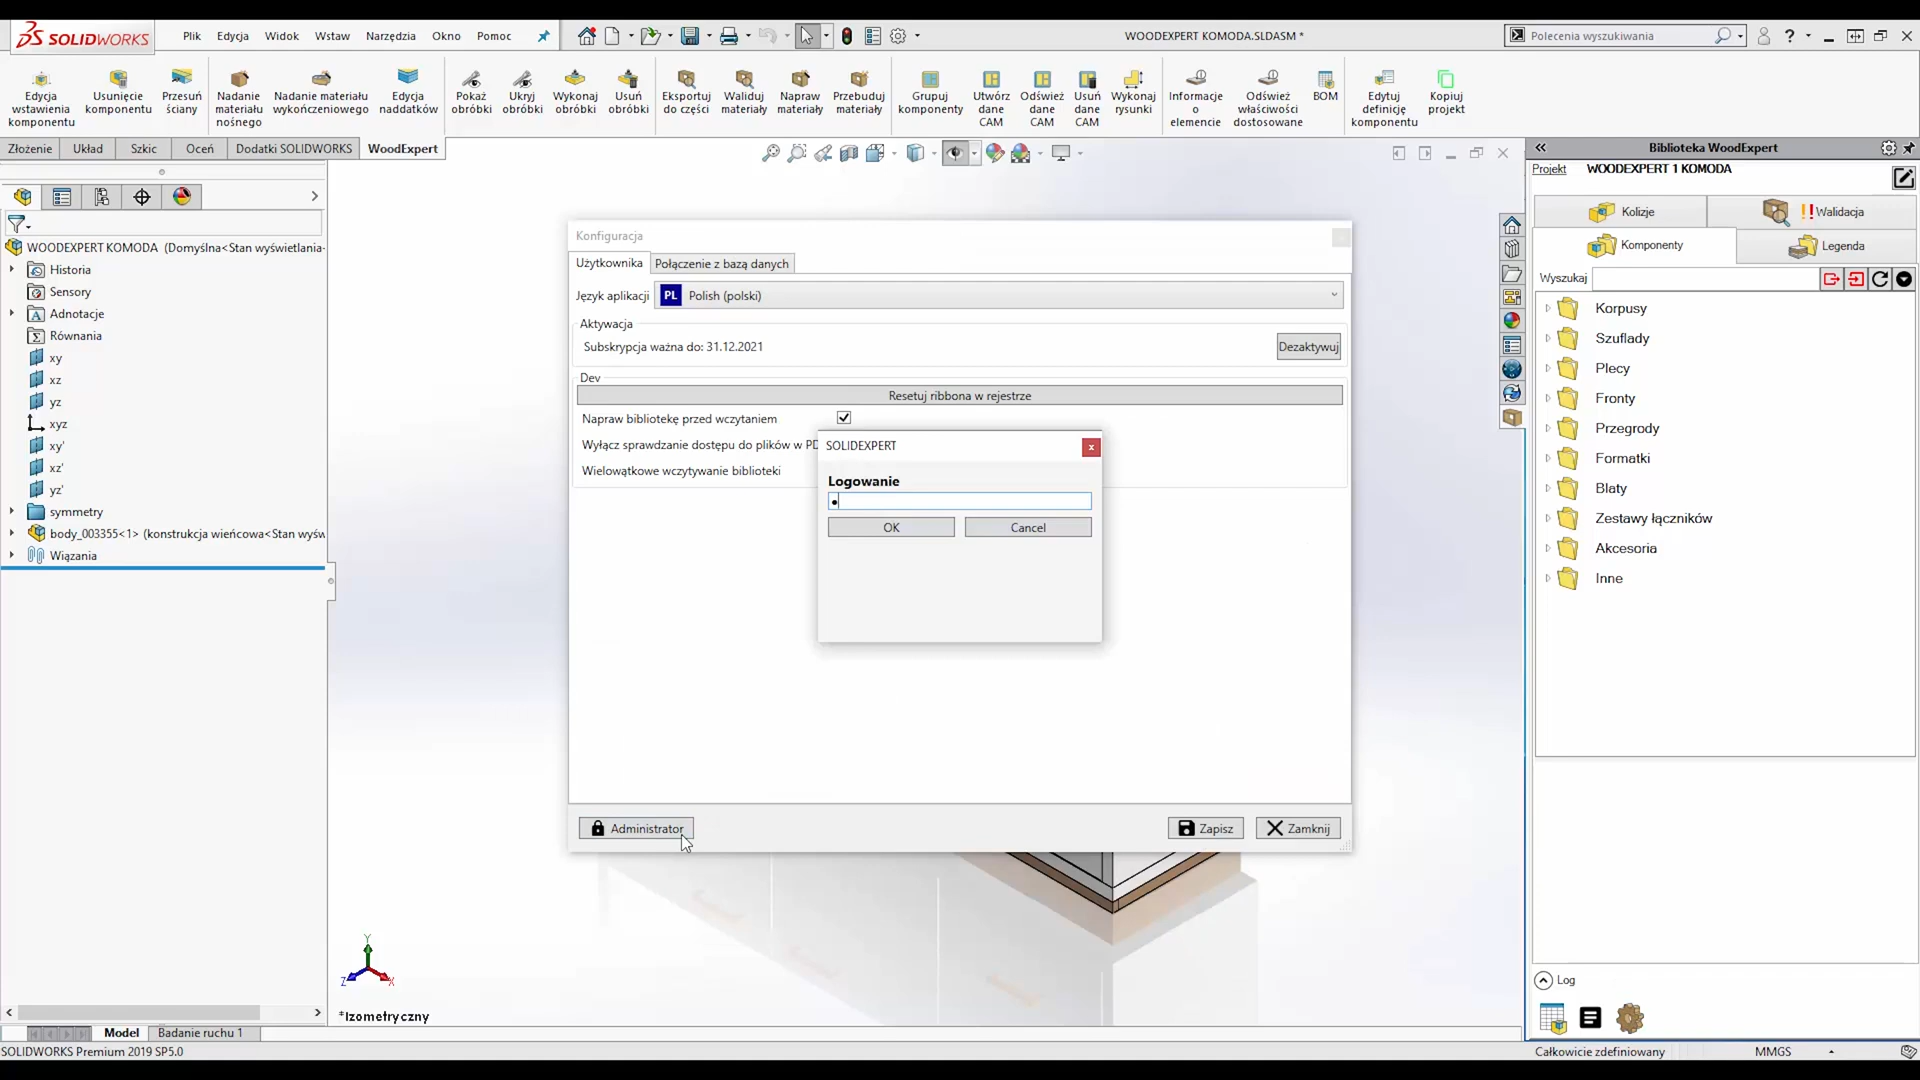 SOLIDWORKS
Plik Edycja Widok Wstaw Narzędzia Okno Pomoc
WOODEXPERT KOMODA.SLDASM *
Polecenia wyszukiwania
Edycja wstawienia komponentu
Usunięcie komponentu
Przesuń ściany
Nadanie materiału nośnego
Nadanie materiału wykończeniowego
Edycja naddatków
Pokaż obróbki
Ukryj obróbki
Wykonaj obróbki
Usuń obróbki
Eksportuj do części
Waliduj materiały
Napraw materiały
Przebuduj materiały
Grupuj komponenty
Utwórz dane CAM
Odśwież dane CAM
Usuń dane CAM
Wykonaj rysunki
Informacje o elemencie
Odśwież właściwości dostosowane
BOM
Edytuj definicję komponentu
Kopiuj projekt
Złożenie Układ Szkic Oceń Dodatki SOLIDWORKS WoodExpert
WOODEXPERT KOMODA (Domyślna<Stan wyświetlania-
Historia
Sensory
Adnotacje
Równania
xy
xz
yz
xyz
xy'
xz'
yz'
symmetry
body_003355<1> (konstrukcja wieńcowa<Stan wyśw
Wiązania
Konfiguracja
Użytkownika Połączenie z bazą danych
Język aplikacji PL Polish (polski)
Aktywacja
Subskrypcja ważna do: 31.12.2021 Dezaktywuj
Dev
Resetuj ribbona w rejestrze
Napraw bibliotekę przed wczytaniem
Wyłącz sprawdzanie dostępu do plików w PD
Wielowątkowe wczytywanie biblioteki
SOLIDEXPERT
Logowanie
OK Cancel
Administrator Zapisz Zamknij
Biblioteka WoodExpert
Projekt WOODEXPERT 1 KOMODA
Kolizje !!Walidacja
Komponenty Legenda
Wyszukaj
Korpusy
Szuflady
Plecy
Fronty
Przegrody
Formatki
Blaty
Zestawy łączników
Akcesoria
Inne
Log
Y
Z X
*Izometryczny
Model Badanie ruchu 1
SOLIDWORKS Premium 2019 SP5.0
Całkowicie zdefiniowany MMGS